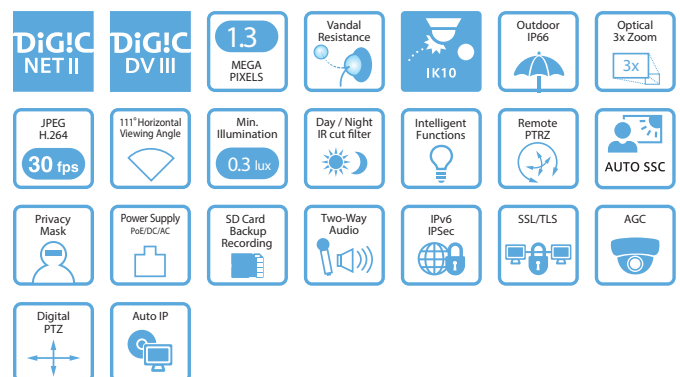 DiG!C
NET II
DiG!C
DV III
1.3
MEGA
PIXELS
Vandal
Resistance
IK10
Outdoor
IP66
Optical
3x Zoom
3x
JPEG
H.264
30 fps
111° Horizontal
Viewing Angle
Min.
Illumination
0.3 lux
Day / Night
IR cut filter
Intelligent
Functions
Remote
PTRZ
AUTO SSC
Privacy
Mask
Power Supply
PoE/DC/AC
SD Card
Backup
Recording
Two-Way
Audio
IPv6
IPSec
SSL/TLS
AGC
Digital
PTZ
Auto IP